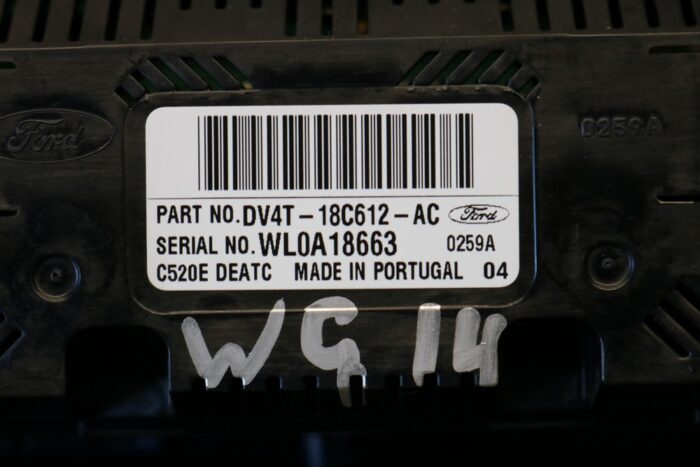 Ford
0259A
PART NO. DV4T-18C612-AC Ford
SERIAL NO. WL0A18663 0259A
C520E DEATC MADE IN PORTUGAL 04
WG 14